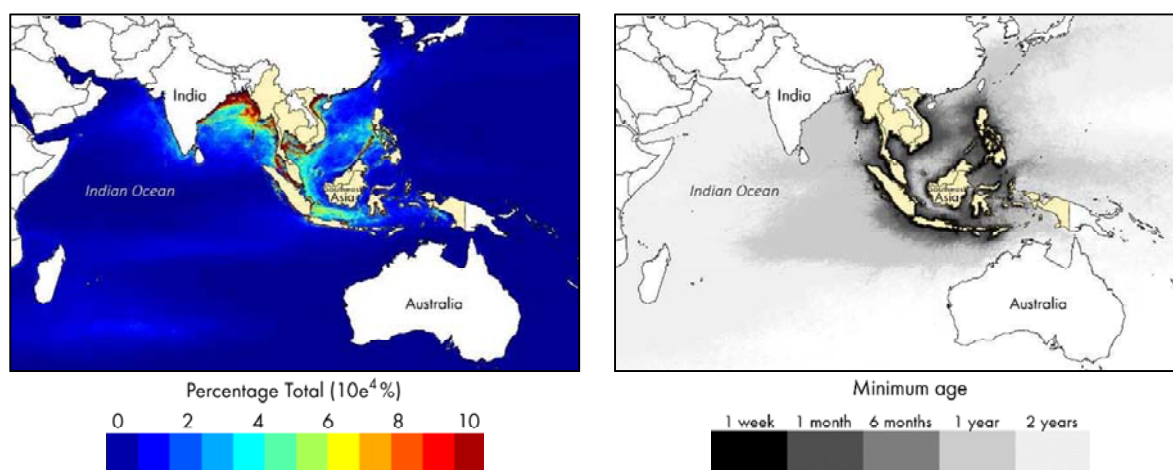 India
Indian Ocean
Southeast
Asia
Australia
Percentage Total (10e⁴%)
0 2 4 6 8 10
India
Indian Ocean
Southeast
Asia
Australia
Minimum age
1 week 1 month 6 months 1 year 2 years